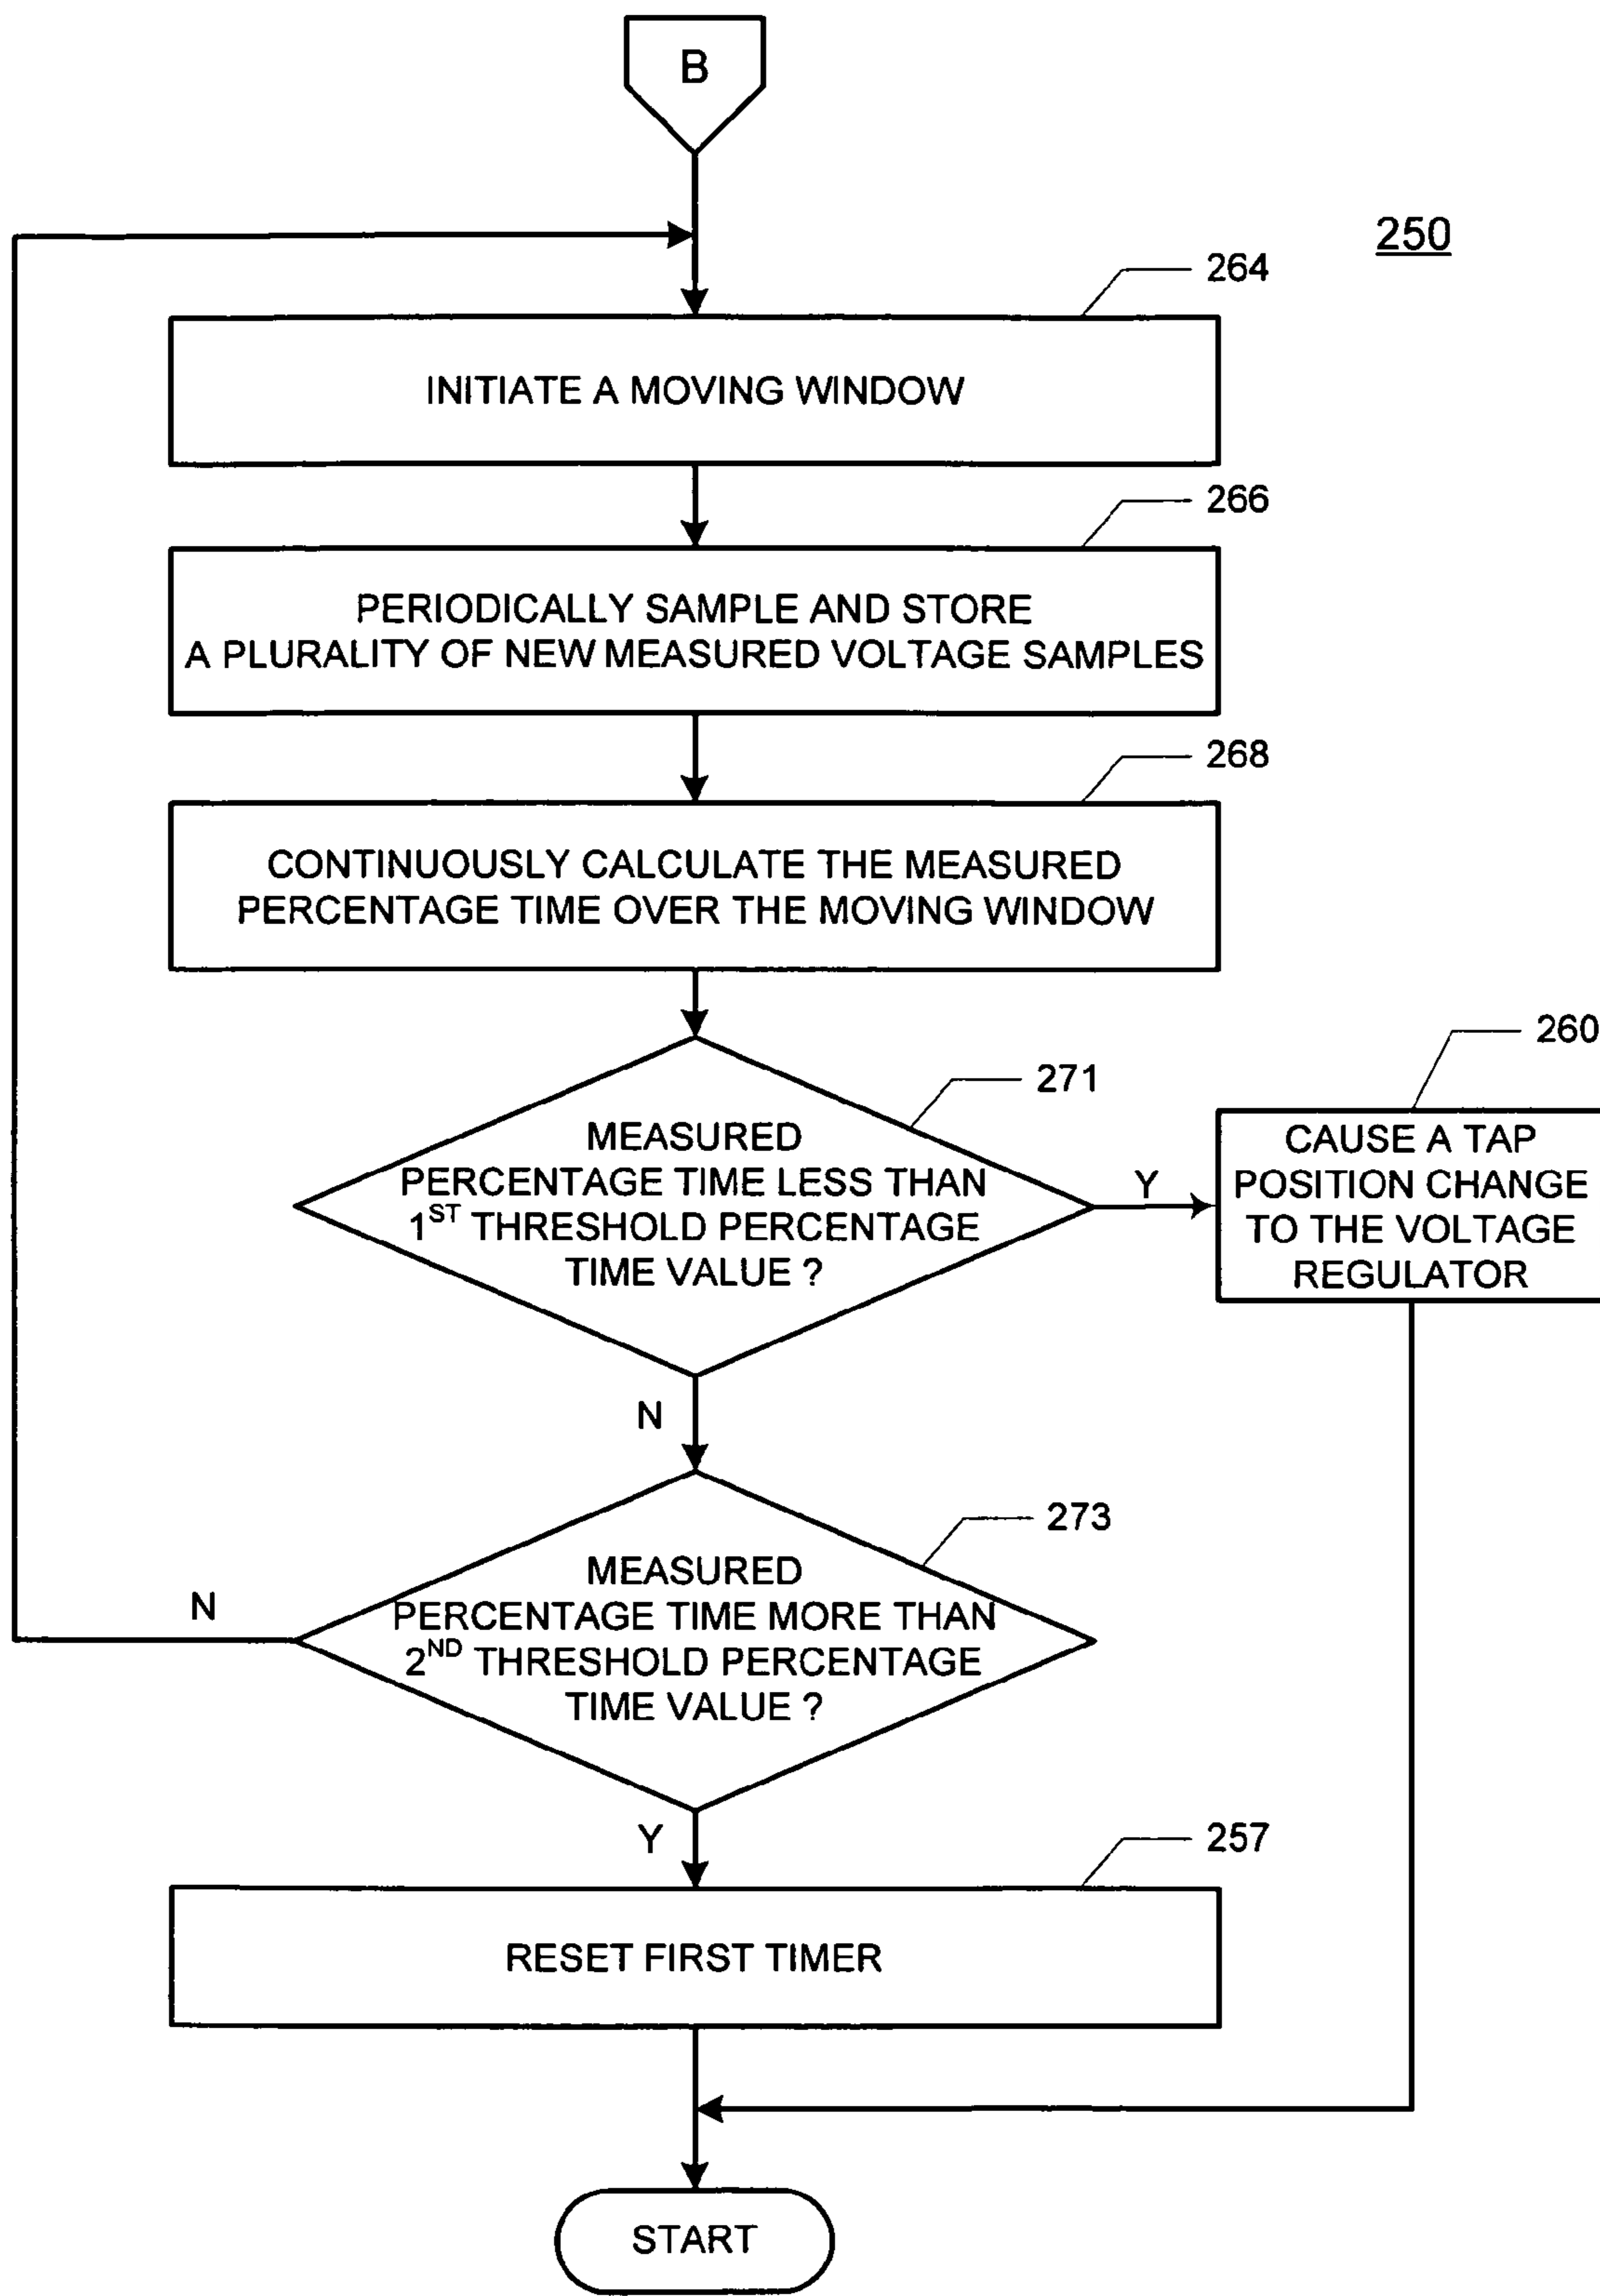 B
250
264
INITIATE A MOVING WINDOW
266
PERIODICALLY SAMPLE AND STORE
A PLURALITY OF NEW MEASURED VOLTAGE SAMPLES
268
CONTINUOUSLY CALCULATE THE MEASURED
PERCENTAGE TIME OVER THE MOVING WINDOW
271
MEASURED
PERCENTAGE TIME LESS THAN
1ST THRESHOLD PERCENTAGE
TIME VALUE ?
Y
260
CAUSE A TAP
POSITION CHANGE
TO THE VOLTAGE
REGULATOR
N
273
MEASURED
PERCENTAGE TIME MORE THAN
2ND THRESHOLD PERCENTAGE
TIME VALUE ?
N
Y
257
RESET FIRST TIMER
START